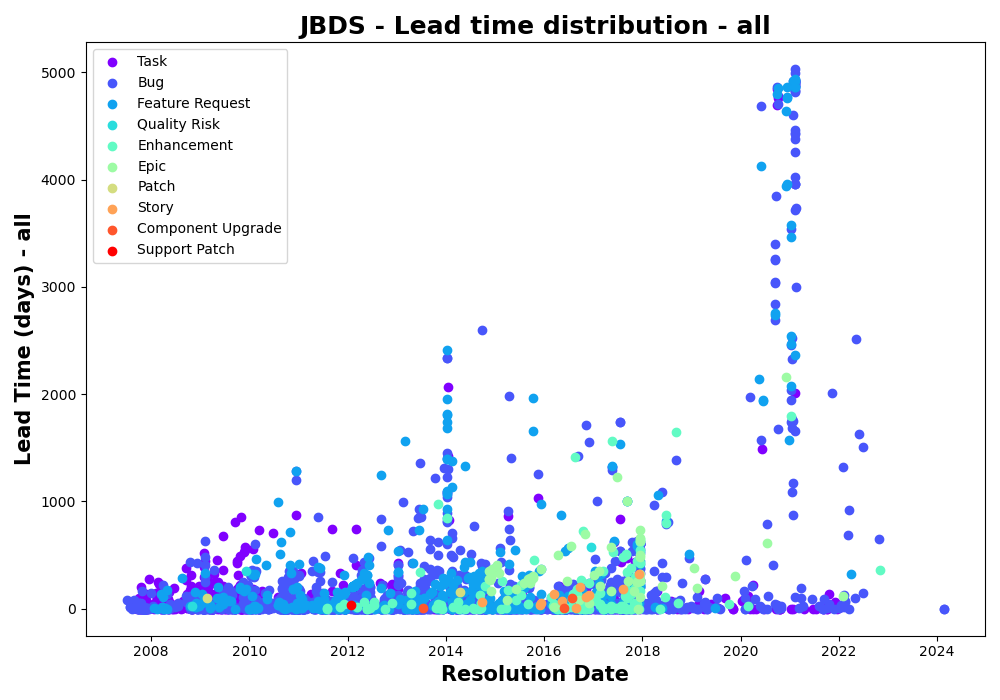 JBDS - Lead time distribution - all
Task
Bug
Feature Request
Quality Risk
Enhancement
Epic
Patch
Story
Component Upgrade
Support Patch
Lead Time (days) - all
5000
4000
3000
2000
1000
0
2008 2010 2012 2014 2016 2018 2020 2022 2024
Resolution Date